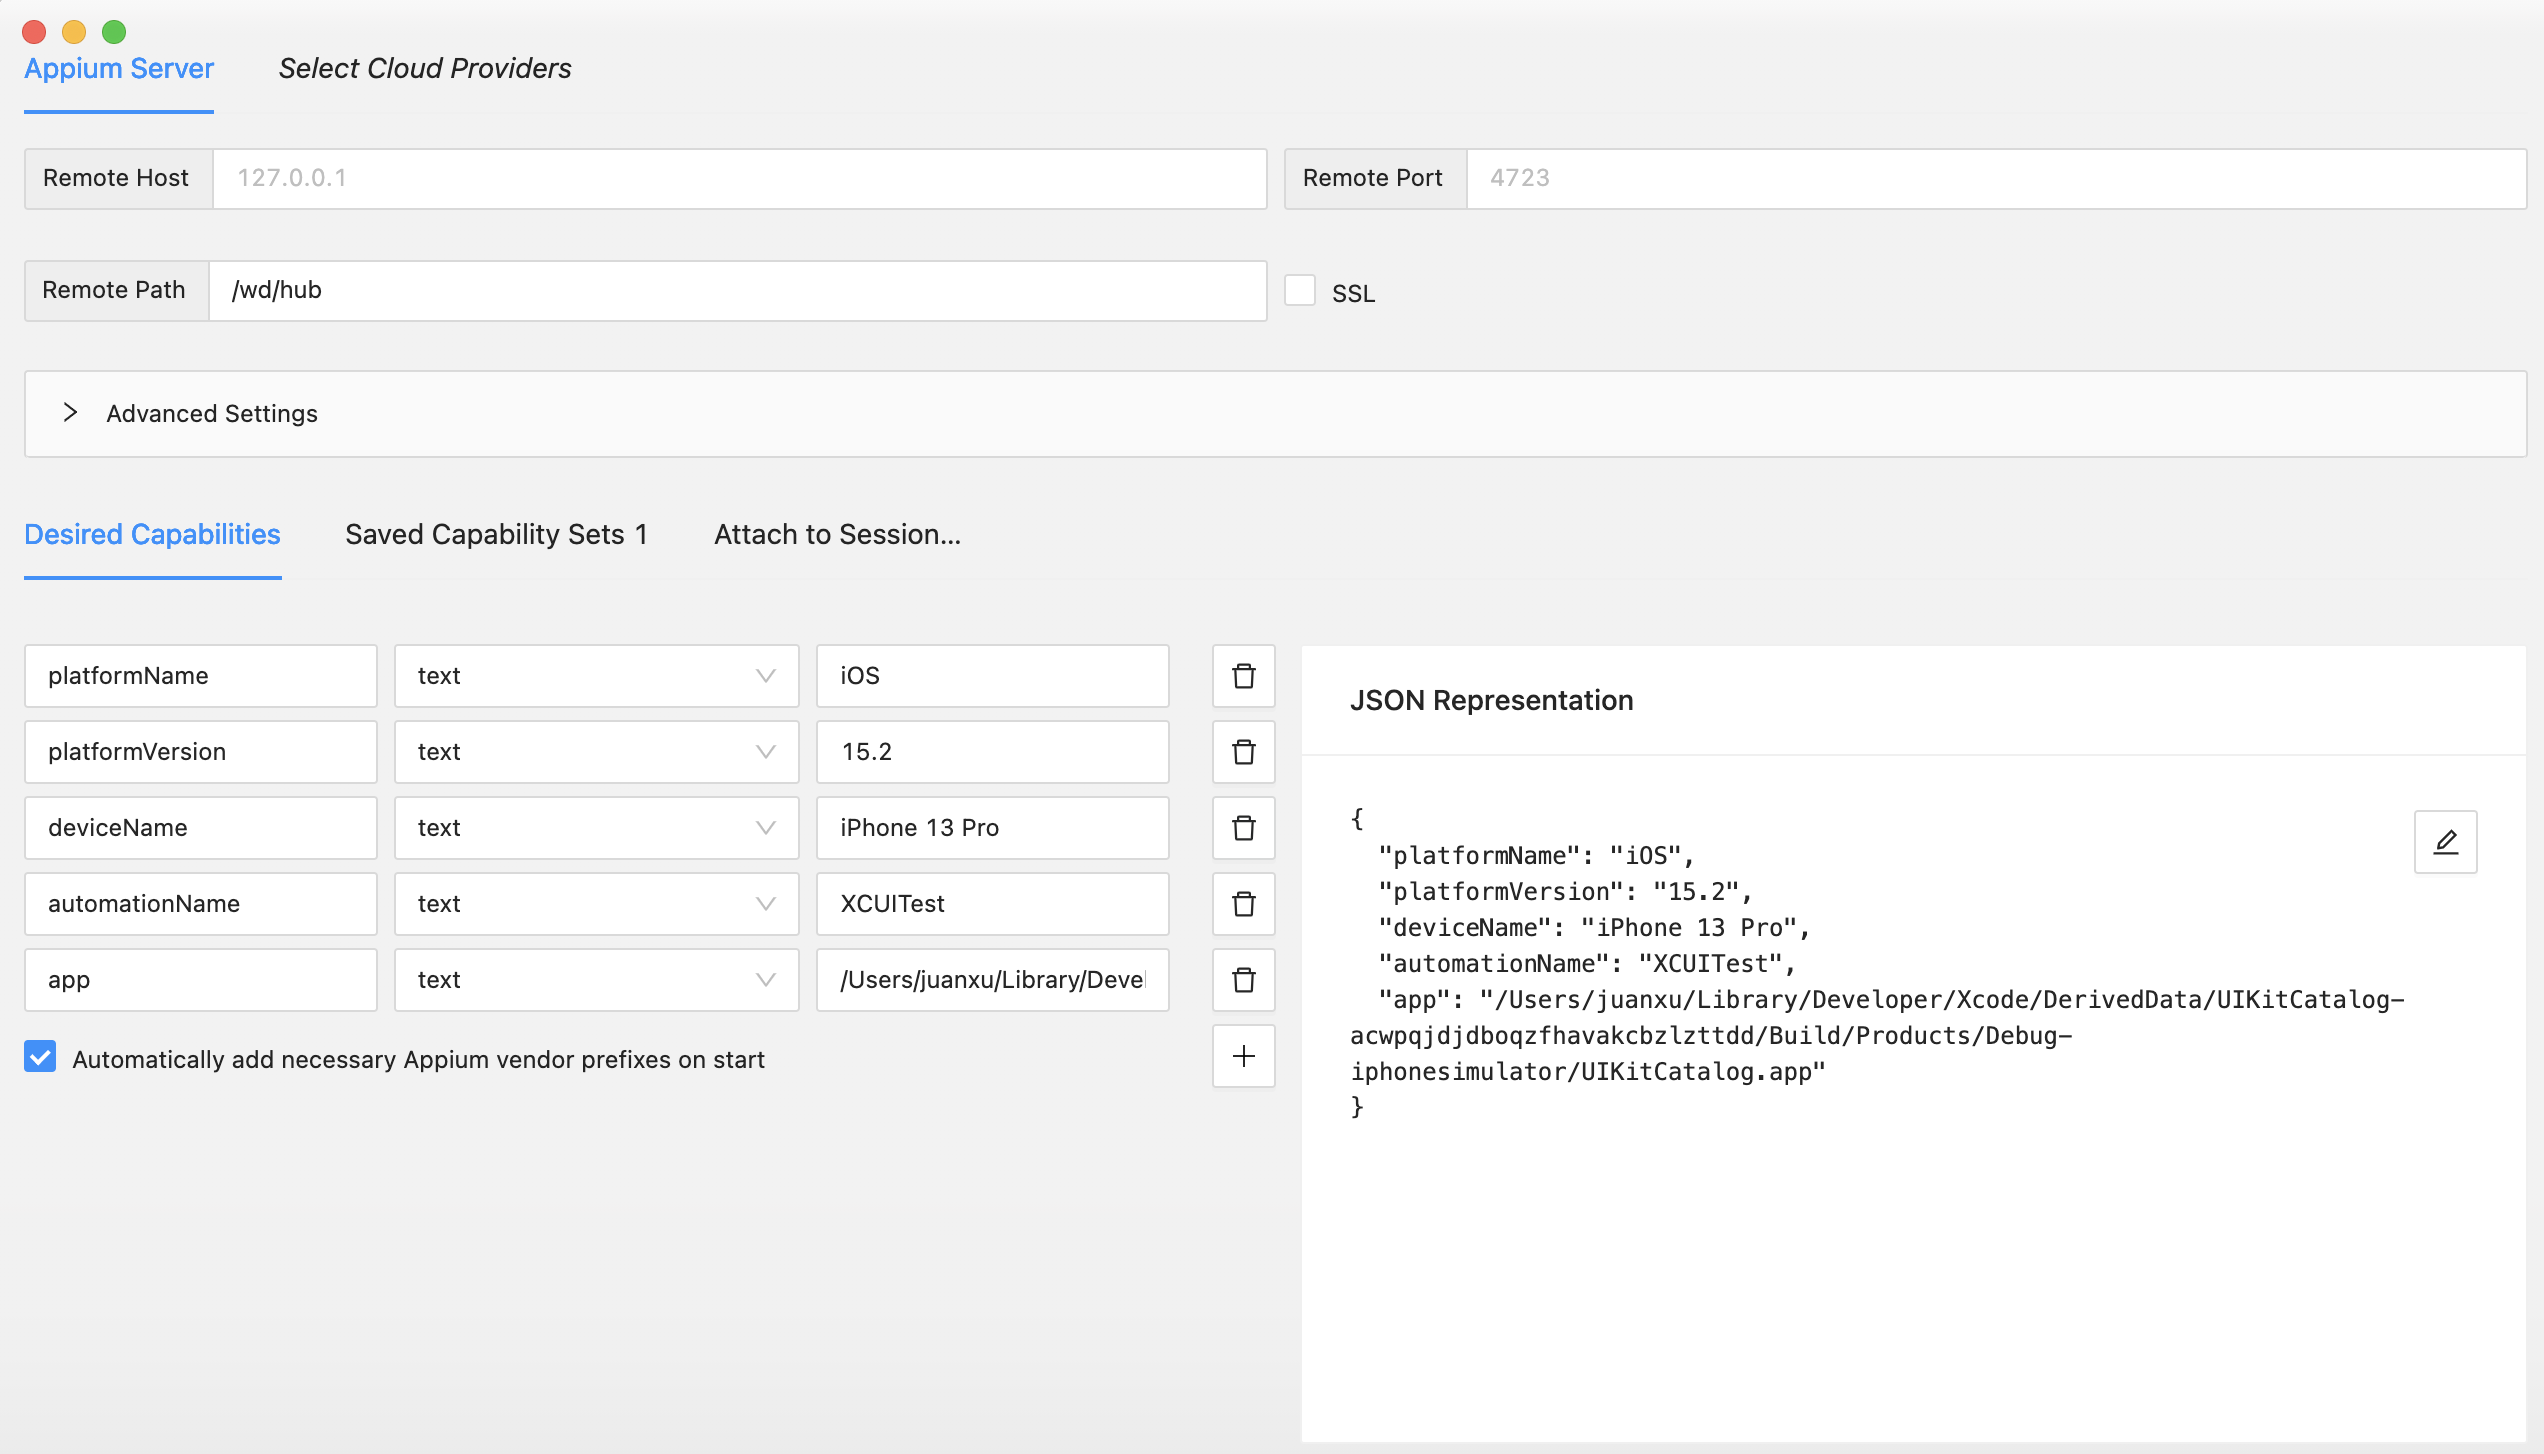 Appium Server Select Cloud Providers
Remote Host 127.0.0.1 Remote Port 4723
Remote Path /wd/hub SSL
Advanced Settings
Desired Capabilities Saved Capability Sets 1 Attach to Session...
platformName text iOS
platformVersion text 15.2
deviceName text iPhone 13 Pro
automationName text XCUITest
app text /Users/juanxu/Library/Devel
Automatically add necessary Appium vendor prefixes on start
JSON Representation
{
"platformName": "iOS",
"platformVersion": "15.2",
"deviceName": "iPhone 13 Pro",
"automationName": "XCUITest",
"app": "/Users/juanxu/Library/Developer/Xcode/DerivedData/UIKitCatalog-
acwpqjdjdboqzfhavakcbzlzttdd/Build/Products/Debug-
iphonesimulator/UIKitCatalog.app"
}